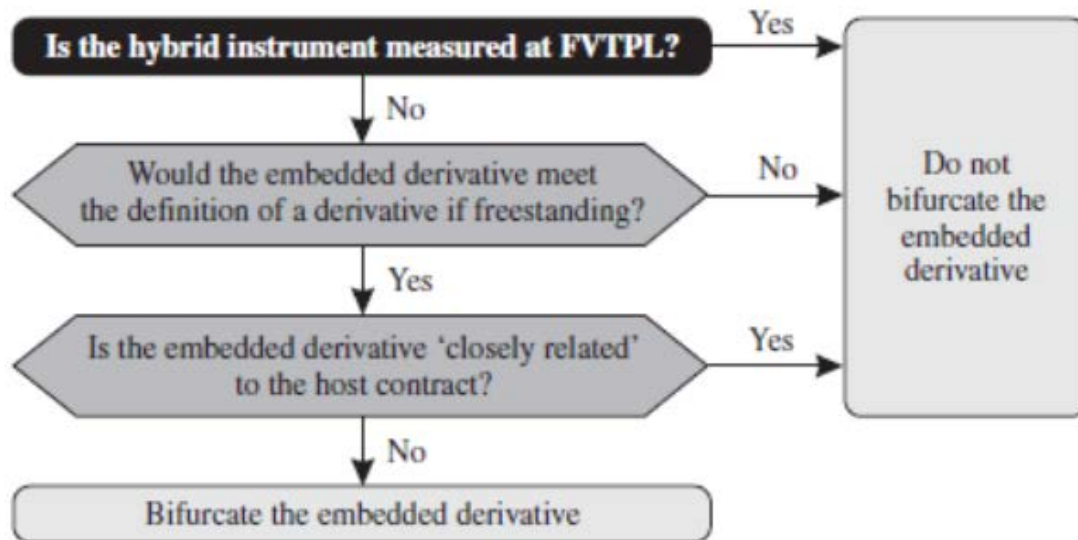 Is the hybrid instrument measured at FVTPL?
Yes
No
Would the embedded derivative meet
the definition of a derivative if freestanding?
No
Yes
Is the embedded derivative ‘closely related’
to the host contract?
Yes
No
Bifurcate the embedded derivative
Do not
bifurcate the
embedded
derivative